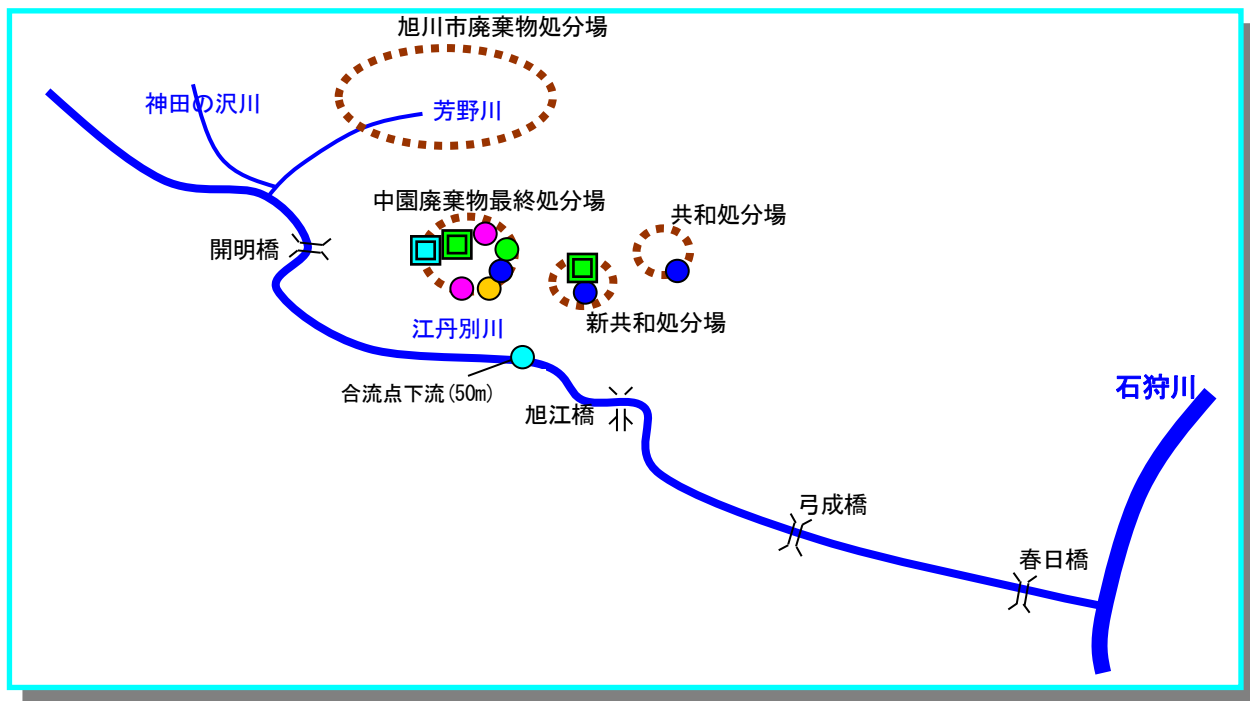 旭川市廃棄物処分場
神田の沢川
芳野川
中園廃棄物最終処分場
共和処分場
開明橋
新共和処分場
江丹別川
合流点下流(50m)
旭江橋
石狩川
弓成橋
春日橋